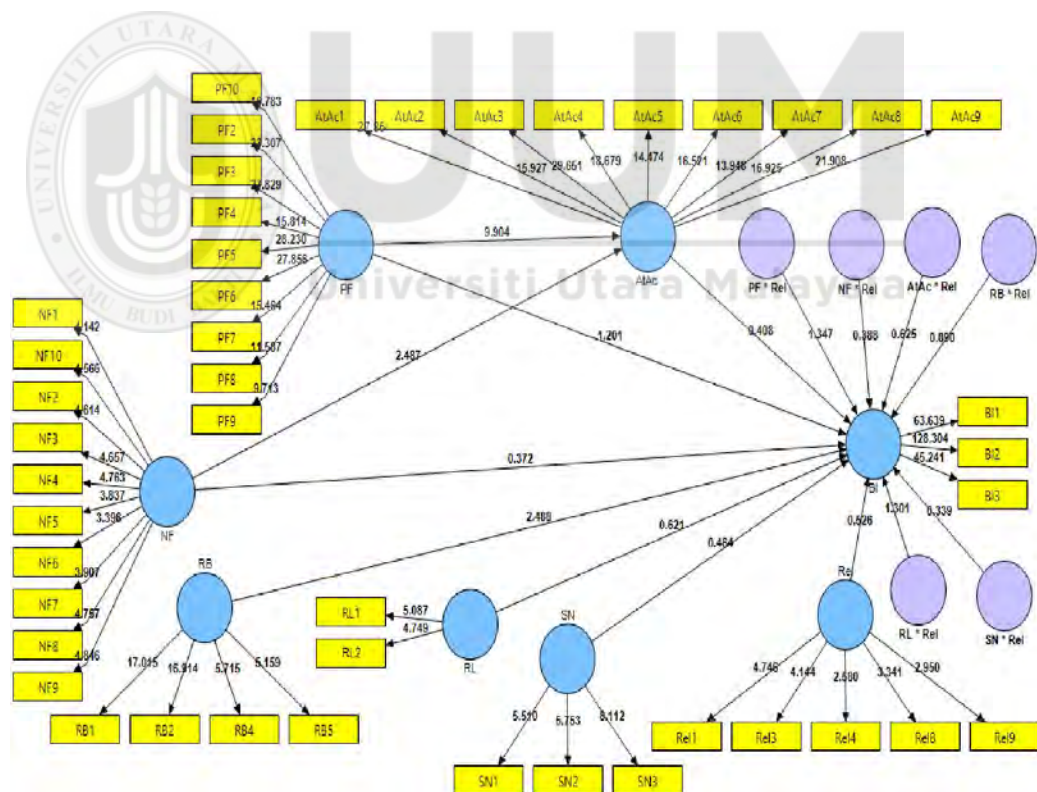 UNIVERSITI UTARA
ILMU BUDI
UUM
Universiti Utara Malaysia
PF10
PF2
PF3
PF4
PF5
PF6
PF7
PF8
PF9
15.814
28.230
27.856
15.464
11.587
9.713
PF
AtAc1
AtAc2
AtAc3
AtAc4
AtAc5
AtAc6
AtAc7
AtAc8
AtAc9
15.927
29.651
13.679
14.474
16.521
13.948
16.925
21.908
AtAc
9.904
1.201
2.487
0.408
PF * Rel
NF * Rel
AtAc * Rel
RB * Rel
1.347
0.388
0.625
0.890
NF1
NF10
NF2
NF3
NF4
NF5
NF6
NF7
NF8
NF9
4.657
4.763
3.837
3.396
3.907
4.757
4.846
NF
0.372
2.488
0.621
0.464
BI
63.639
128.304
45.241
BI1
BI2
BI3
0.526
1.301
0.339
RB
17.015
16.914
5.715
5.159
RB1
RB2
RB4
RB5
RL1
RL2
5.087
4.749
RL
SN
5.510
5.753
SN1
SN2
SN3
Rel
4.746
4.144
2.580
3.341
2.950
Rel1
Rel3
Rel4
Rel8
Rel9
RL * Rel
SN * Rel